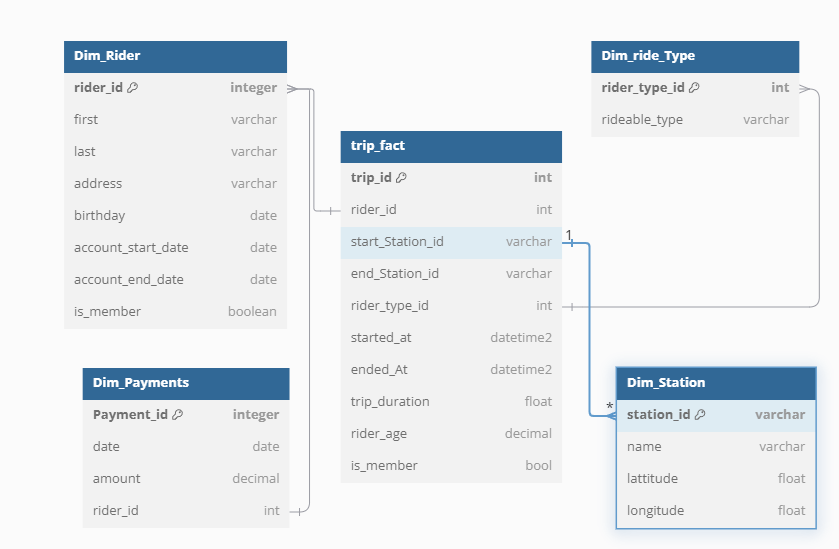 Dim_Rider
rider_id integer
first varchar
last varchar
address varchar
birthday date
account_start_date date
account_end_date date
is_member boolean
Dim_Payments
Payment_id integer
date date
amount decimal
rider_id int
trip_fact
trip_id int
rider_id int
start_Station_id varchar
end_Station_id varchar
rider_type_id int
started_at datetime2
ended_At datetime2
trip_duration float
rider_age decimal
is_member bool
1
*
Dim_ride_Type
rider_type_id int
rideable_type varchar
Dim_Station
station_id varchar
name varchar
lattitude float
longitude float